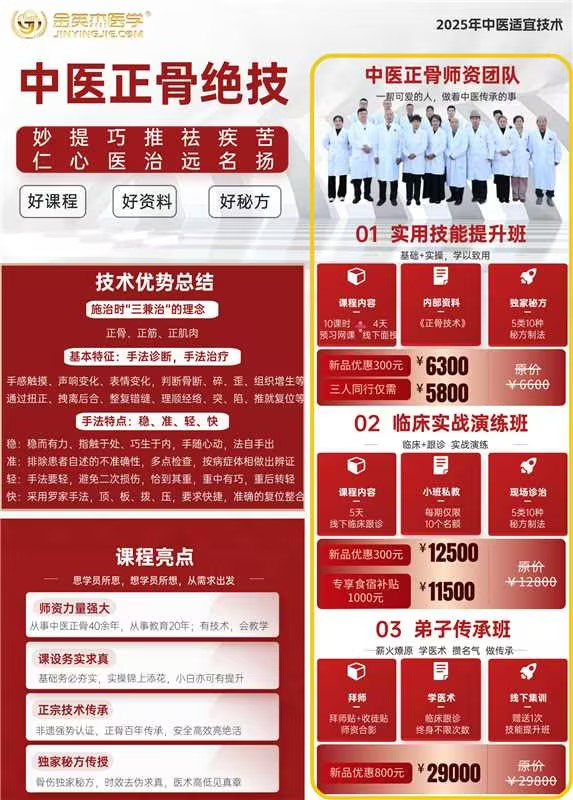 金英杰医学®
JINYINGJIE.COM
2025年中医适宜技术
中医正骨绝技
妙提巧推祛疾苦
仁心医治远名扬
好课程
好资料
好秘方
技术优势总结
施治时“三兼治”的理念
正骨、正筋、正肌肉
基本特征：手法诊断，手法治疗
手感触摸、声响变化、表情变化，判断骨断、碎、歪、组织增生等
通过扭正、拽离后合、整复错缝、理顺经络、突、陷、推就复位等
手法特点：稳、准、轻、快
稳：稳而有力、指触于处、巧生于内，手随心动，法自手出
准：排除患者自述的不准确性，多点检查，按病症体相做出辨证
轻：手法要轻，避免二次损伤，恰到其重，重中有巧，重后转轻
快：采用罗家手法，顶、板、拨、压，要求快捷，准确的复位整合
课程亮点
思学员所思，想学员所想，从需求出发
师资力量强大
从事中医正骨40余年，从事教育20年；有技术，会教学
课设务实求真
基础务必夯实，实操锦上添花，小白亦可有提升
正宗技术传承
非遗强势认证，正骨百年传承，安全高效亮绝活
独家秘方传授
骨伤独家秘方，时效去伪求真，医术高低见真章
中医正骨师资团队
一帮可爱的人，做着中医传承的事
01 实用技能提升班
基础+实操，学以致用
课程内容
10课时 + 4天
预习网课 线下面授
内部资料
《正骨技术》
独家秘方
5类10种
秘方制法
新品优惠300元
¥6300
三人同行仅需
¥5800
原价
¥6600
02 临床实战演练班
临床+跟诊 实战演练
课程内容
5天
线下临床跟诊
小班私教
每期仅限
10个名额
现场诊治
5类10种
秘方制法
新品优惠300元
¥12500
专享食宿补贴
1000元
¥11500
原价
¥12800
03 弟子传承班
薪火燎原 学医术 攒名气 做传承
拜师
拜师贴+收徒贴
师资合影
学医术
临床跟诊
终身不限次数
线下集训
赠送1次
技能提升班
新品优惠800元
¥29000
原价
¥29800